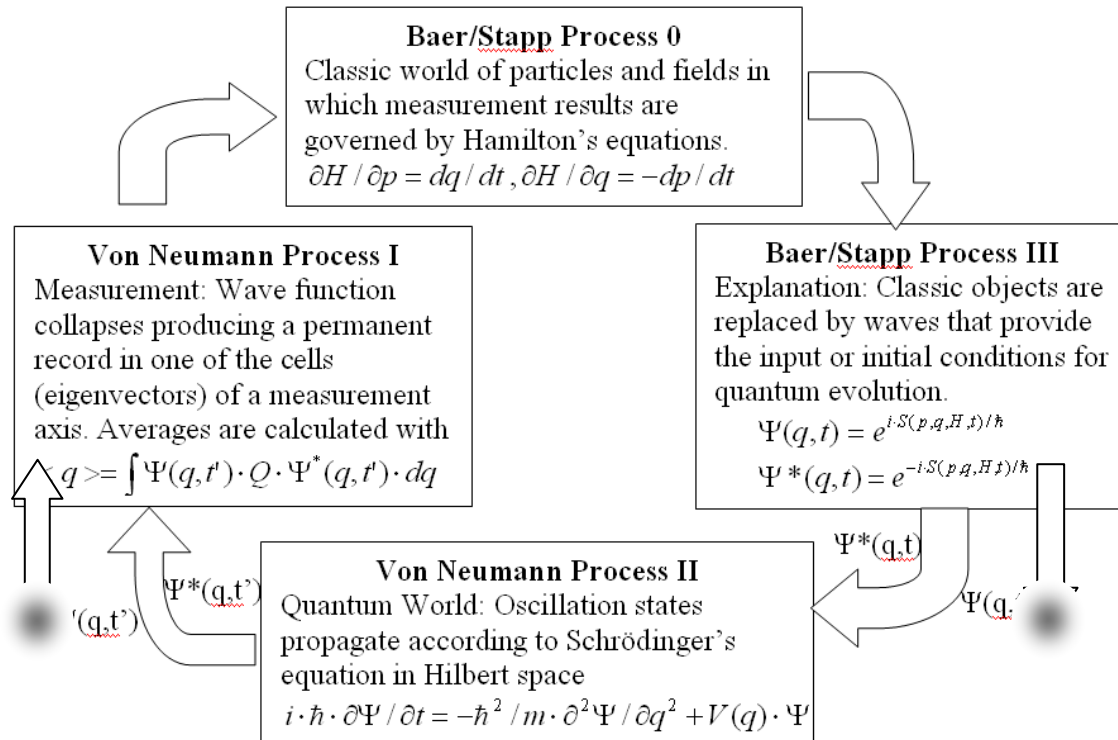 Baer/Stapp Process 0
Classic world of particles and fields in
which measurement results are
governed by Hamilton's equations.
∂H / ∂p = dq / dt , ∂H / ∂q = −dp / dt
Von Neumann Process I
Measurement: Wave function
collapses producing a permanent
record in one of the cells
(eigenvectors) of a measurement
axis. Averages are calculated with
q >= ∫ Ψ(q,t') · Q · Ψ*(q,t') · dq
Baer/Stapp Process III
Explanation: Classic objects are
replaced by waves that provide
the input or initial conditions for
quantum evolution.
Ψ(q,t) = e^{i·S(p,q,H,t)/ħ}
Ψ*(q,t) = e^{−i·S(p,q,H,t)/ħ}
Ψ*(q,t)
Ψ(q,
Ψ*(q,t')
'(q,t')
Von Neumann Process II
Quantum World: Oscillation states
propagate according to Schrödinger's
equation in Hilbert space
i · ħ · ∂Ψ / ∂t = −ħ² / m · ∂²Ψ / ∂q² + V(q) · Ψ